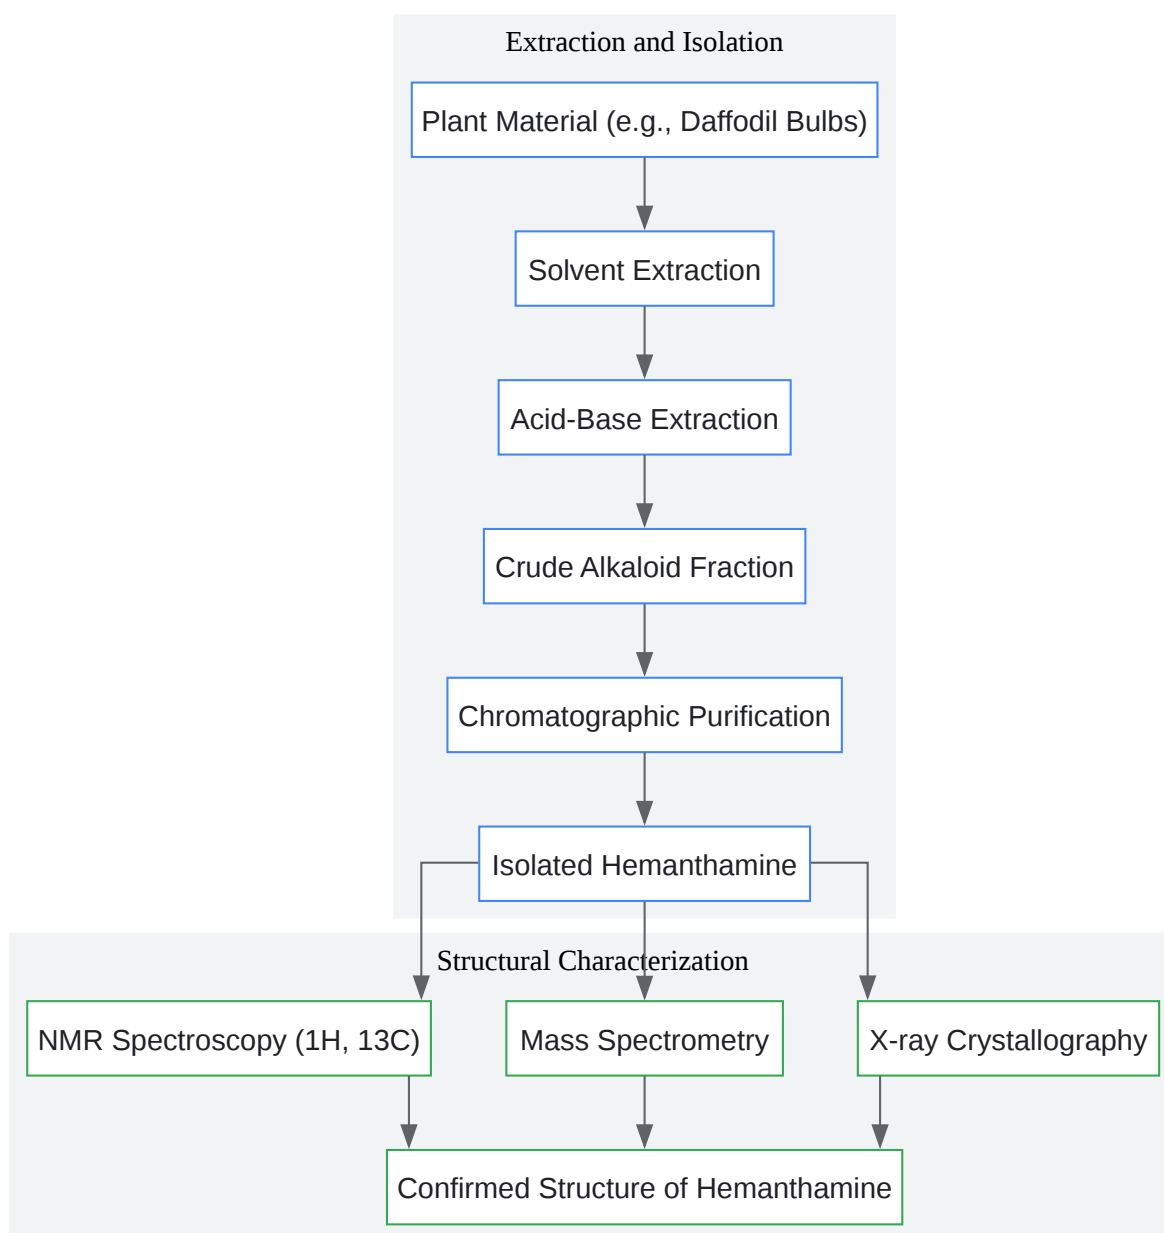 Extraction and Isolation
Plant Material (e.g., Daffodil Bulbs)
Solvent Extraction
Acid-Base Extraction
Crude Alkaloid Fraction
Chromatographic Purification
Isolated Hemanthamine
Structural Characterization
NMR Spectroscopy (1H, 13C)
Mass Spectrometry
X-ray Crystallography
Confirmed Structure of Hemanthamine